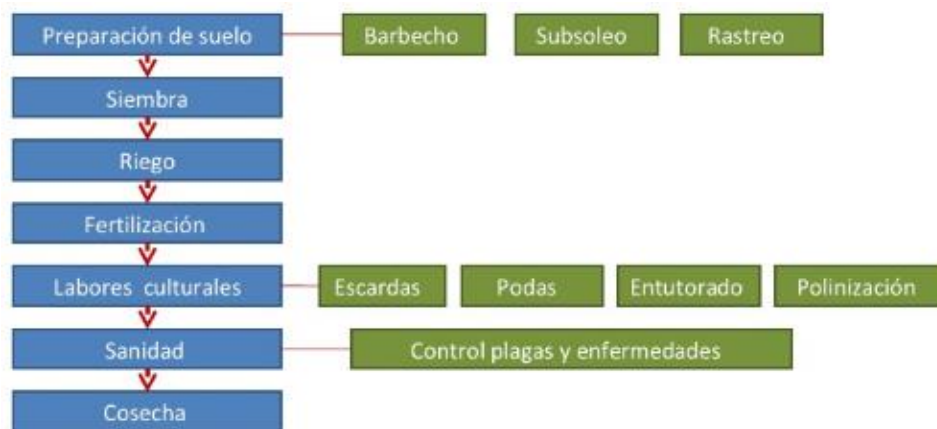 Preparación de suelo
Barbecho
Subsoleo
Rastreo
Siembra
Riego
Fertilización
Labores culturales
Escardas
Podas
Entutorado
Polinización
Sanidad
Control plagas y enfermedades
Cosecha